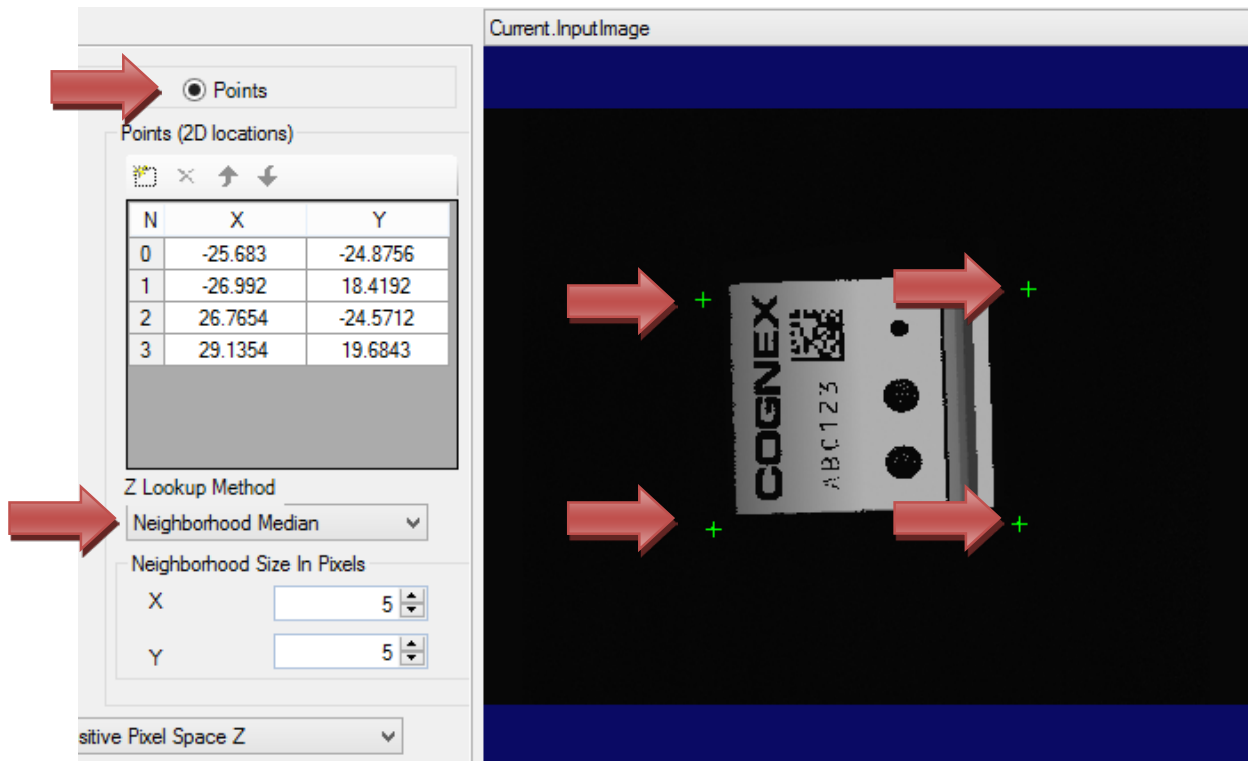 Current.InputImage
Points
Points (2D locations)
N X Y
0 -25.683 -24.8756
1 -26.992 18.4192
2 26.7654 -24.5712
3 29.1354 19.6843
Z Lookup Method
Neighborhood Median
Neighborhood Size In Pixels
X 5
Y 5
sitive Pixel Space Z
COGNEX
ABC123